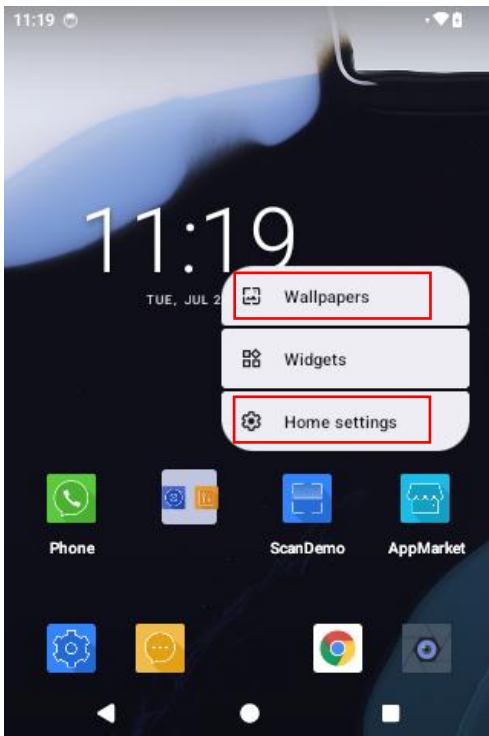 11:19
11:19
TUE, JUL 2
Wallpapers
Widgets
Home settings
Phone
ScanDemo
AppMarket